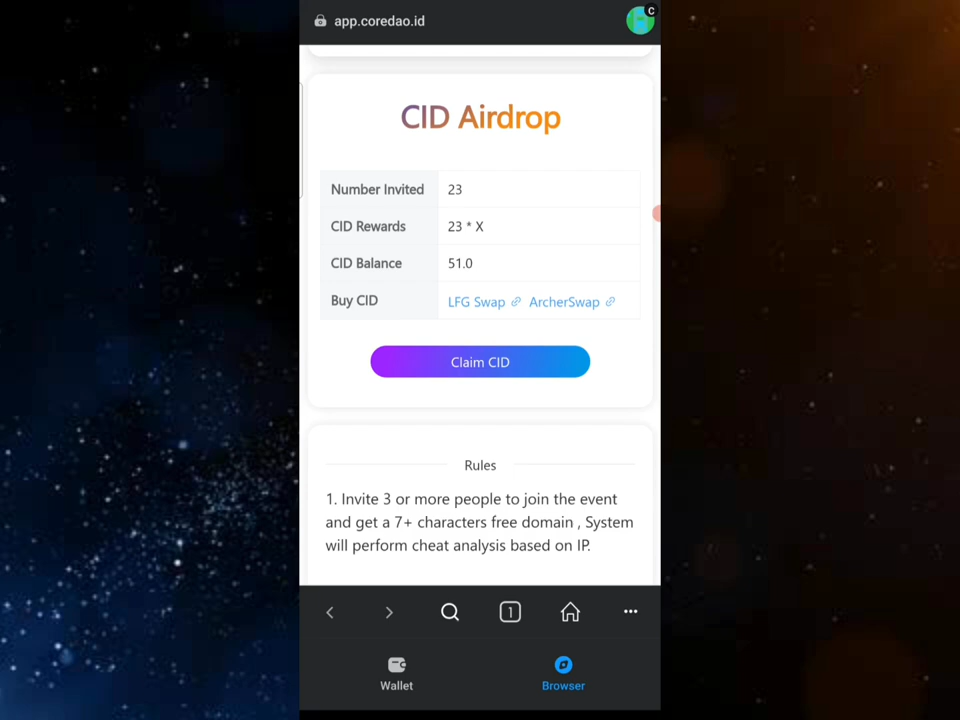 app.coredao.id
C
CID Airdrop
Number Invited 23
CID Rewards 23 * X
CID Balance 51.0
Buy CID LFG Swap ArcherSwap
Claim CID
Rules
1. Invite 3 or more people to join the event
and get a 7+ characters free domain , System
will perform cheat analysis based on IP.
1
Wallet Browser